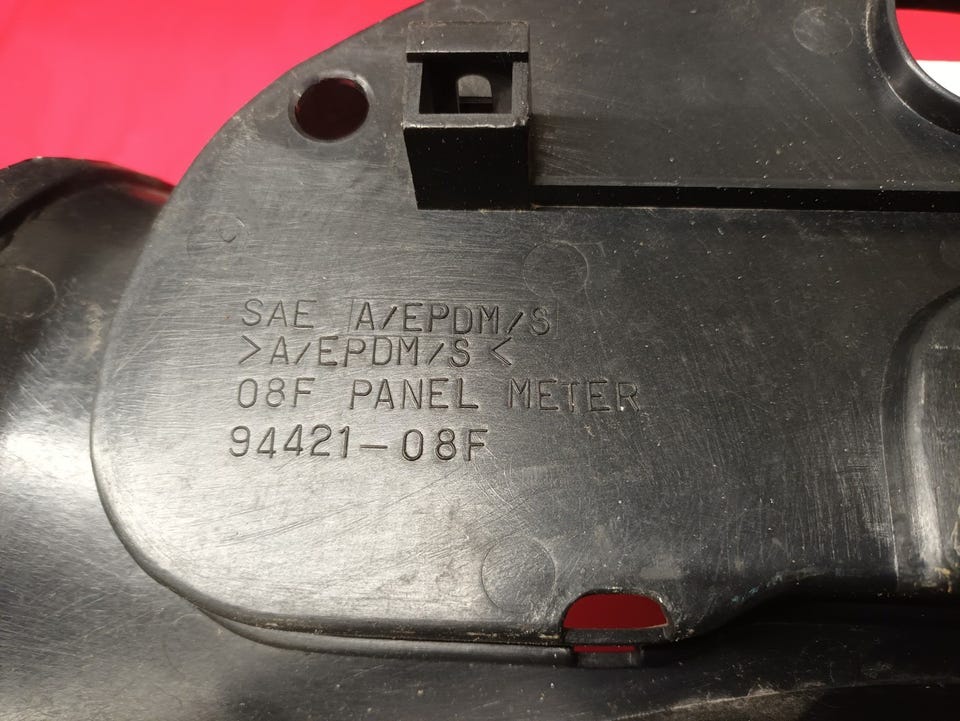 SAE A/EPDM/S
>A/EPDM/S<
08F PANEL METER
94421-08F